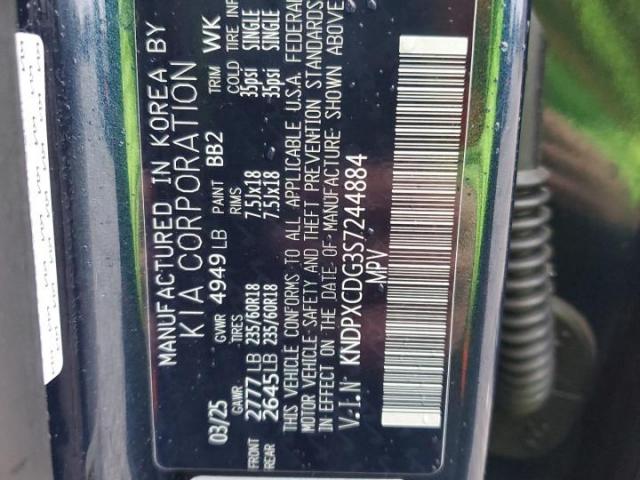 MANUFACTURED IN KOREA BY
KIA CORPORATION
03/25 GVWR 4949 LB PAINT BB2 TRIM WK
GAWR TIRES RIMS COLD TIRE INF
FRONT 2777 LB 235/60R18 7.5Jx18 35psi SINGLE
REAR 2645 LB 235/60R18 7.5Jx18 35psi SINGLE
THIS VEHICLE CONFORMS TO ALL APPLICABLE U.S.A. FEDERAL
MOTOR VEHICLE-SAFETY AND THEFT PREVENTION STANDARDS
IN EFFECT ON THE DATE OF MANUFACTURE SHOWN ABOVE
V.I.N KNDPXCDG3S7244884
MPV